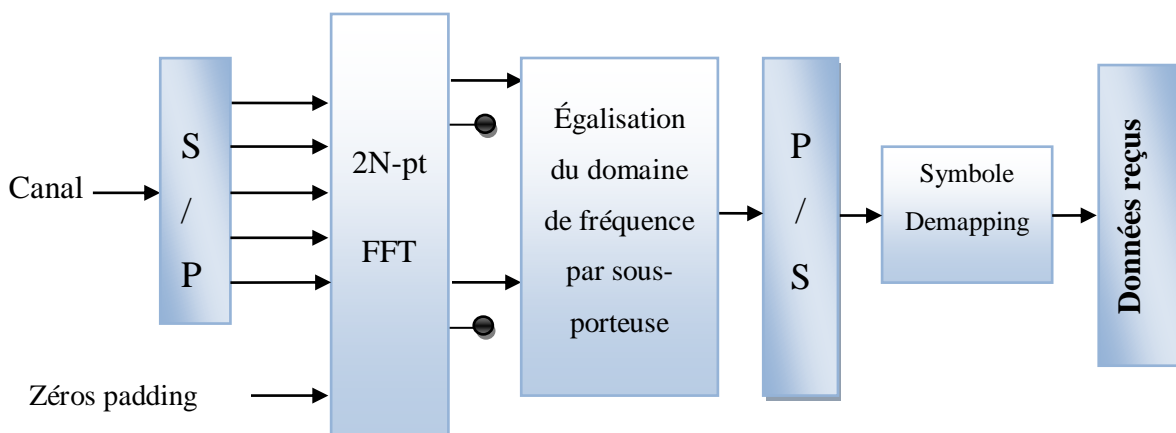 Canal
S
/
P
Zéros padding
2N-pt
FFT
Égalisation
du domaine
de fréquence
par sous-
porteuse
P
/
S
Symbole
Demapping
Données reçus